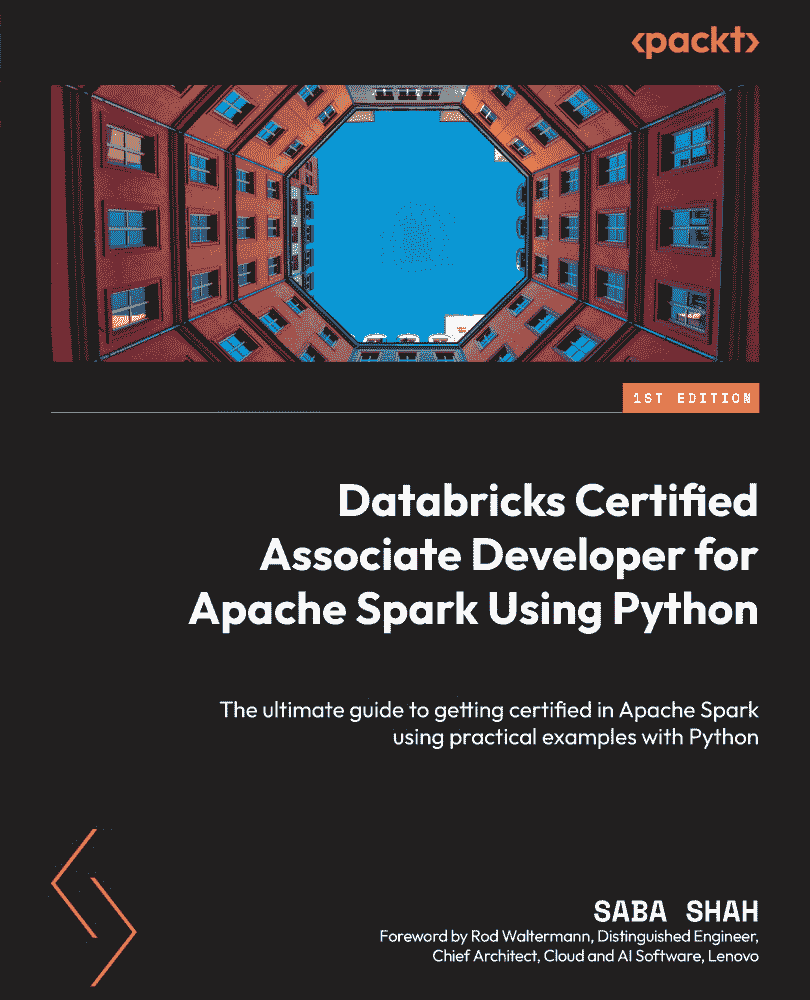 <packt>
1ST EDITION
Databricks Certified
Associate Developer for
Apache Spark Using Python
The ultimate guide to getting certified in Apache Spark
using practical examples with Python
SABA SHAH
Foreword by Rod Waltermann, Distinguished Engineer,
Chief Architect, Cloud and AI Software, Lenovo